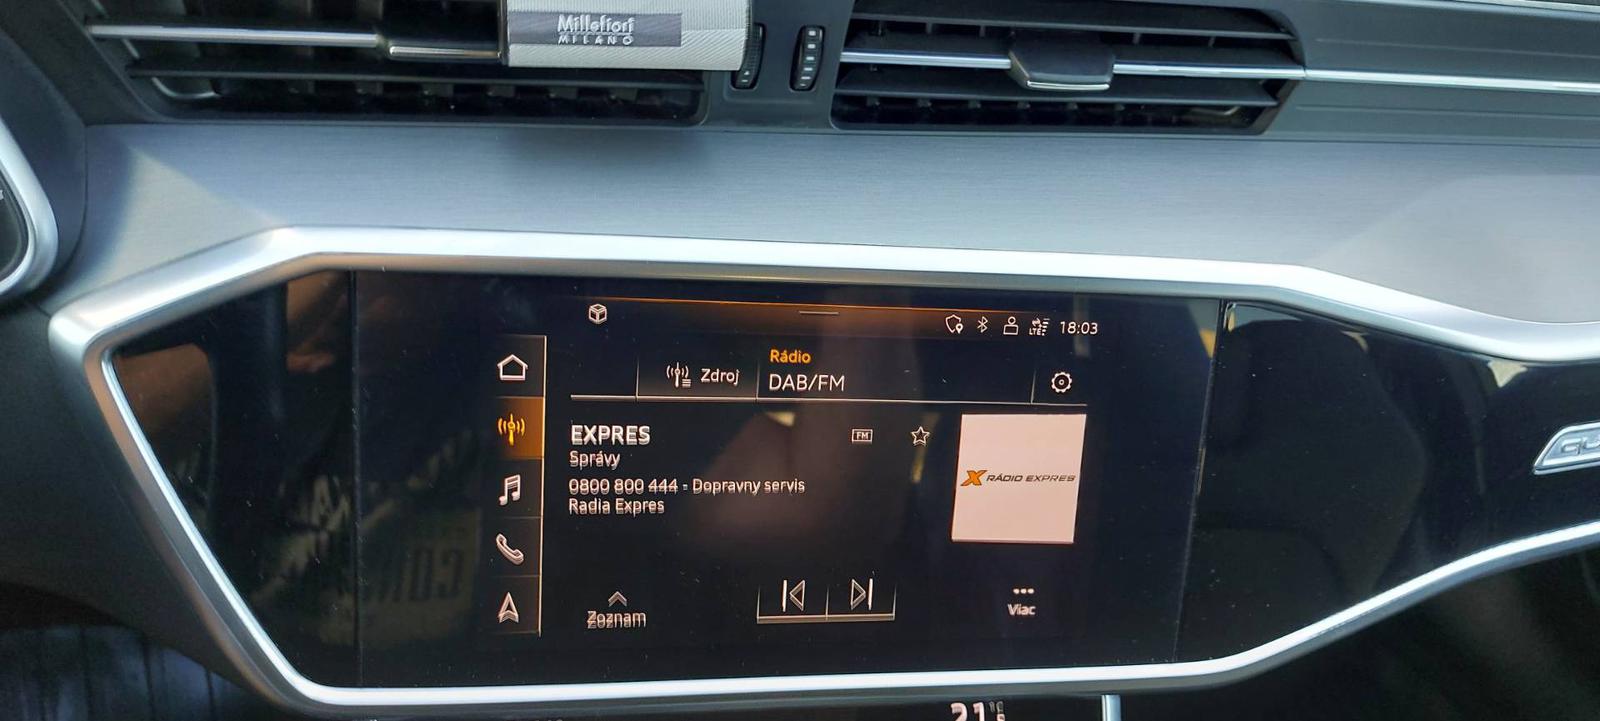 Millefiori
MILANO
LTE
18:03
Rádio
Zdroj
DAB/FM
EXPRES
FM
Správy
0800 800 444 - Dopravny servis
Radia Expres
X RÁDIO EXPRES
Zoznam
Viac